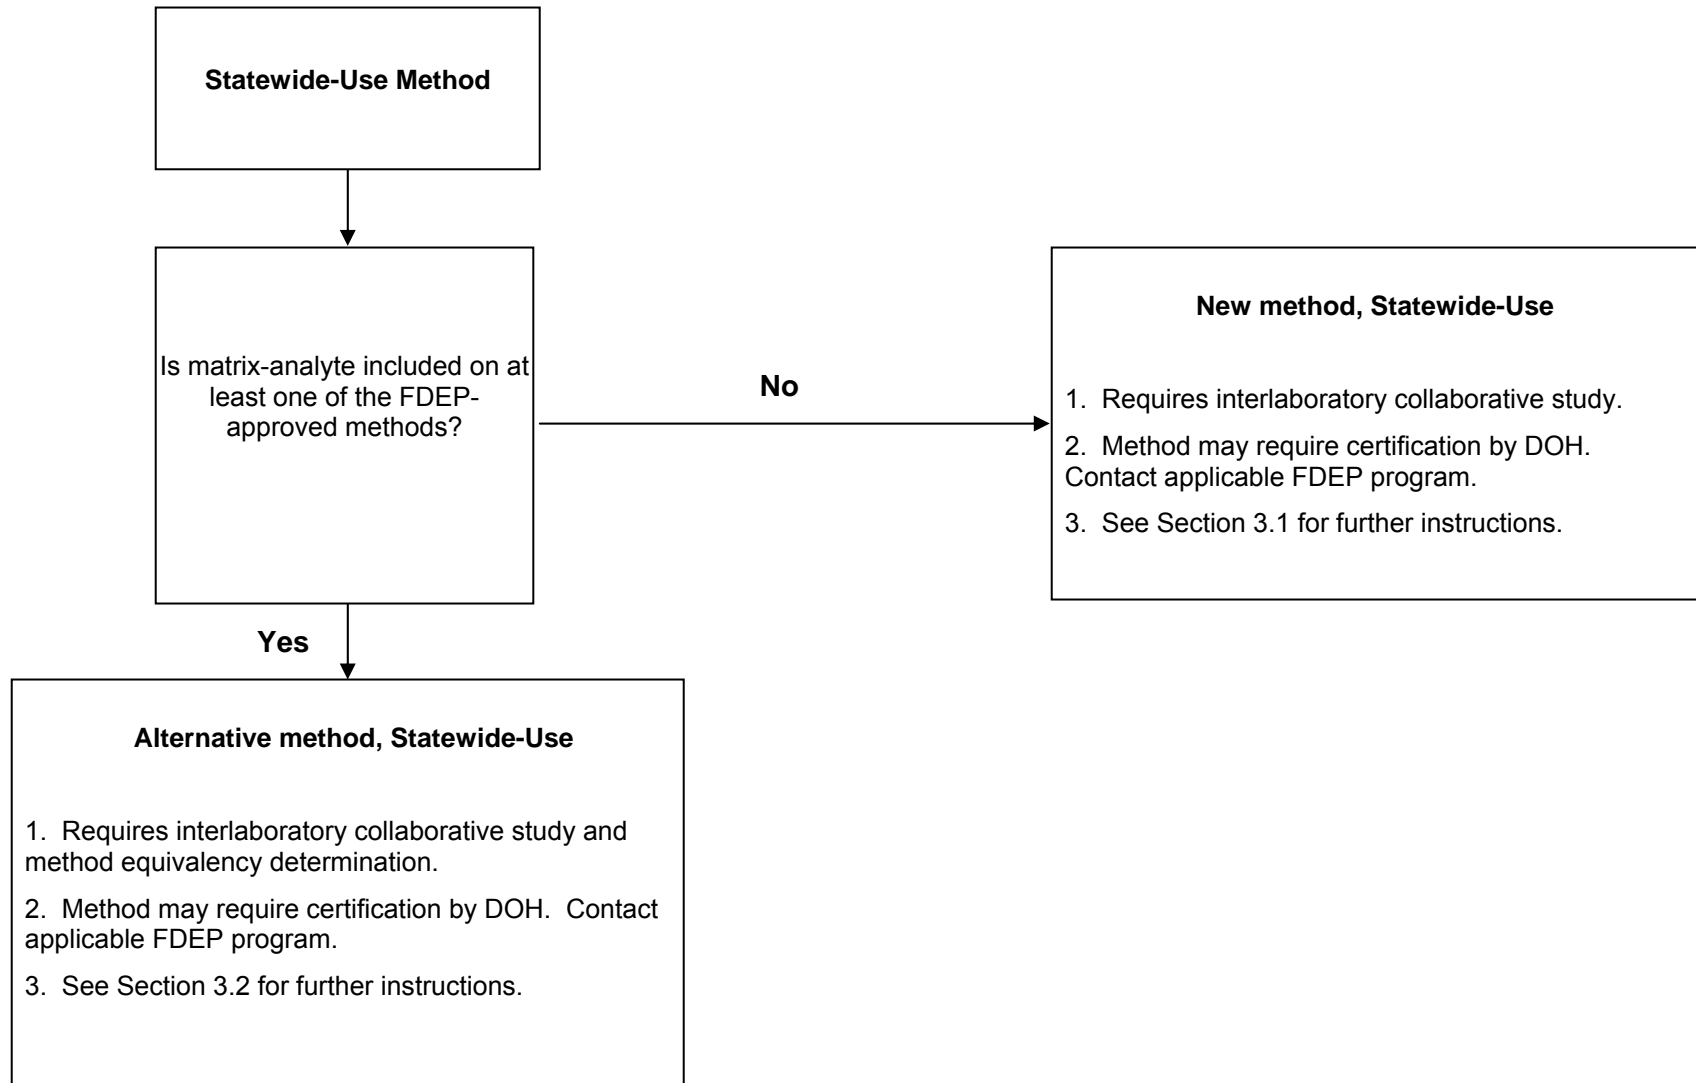 Statewide-Use Method
Is matrix-analyte included on at
least one of the FDEP-
approved methods?
No
New method, Statewide-Use
1. Requires interlaboratory collaborative study.
2. Method may require certification by DOH.
Contact applicable FDEP program.
3. See Section 3.1 for further instructions.
Yes
Alternative method, Statewide-Use
1. Requires interlaboratory collaborative study and
method equivalency determination.
2. Method may require certification by DOH. Contact
applicable FDEP program.
3. See Section 3.2 for further instructions.